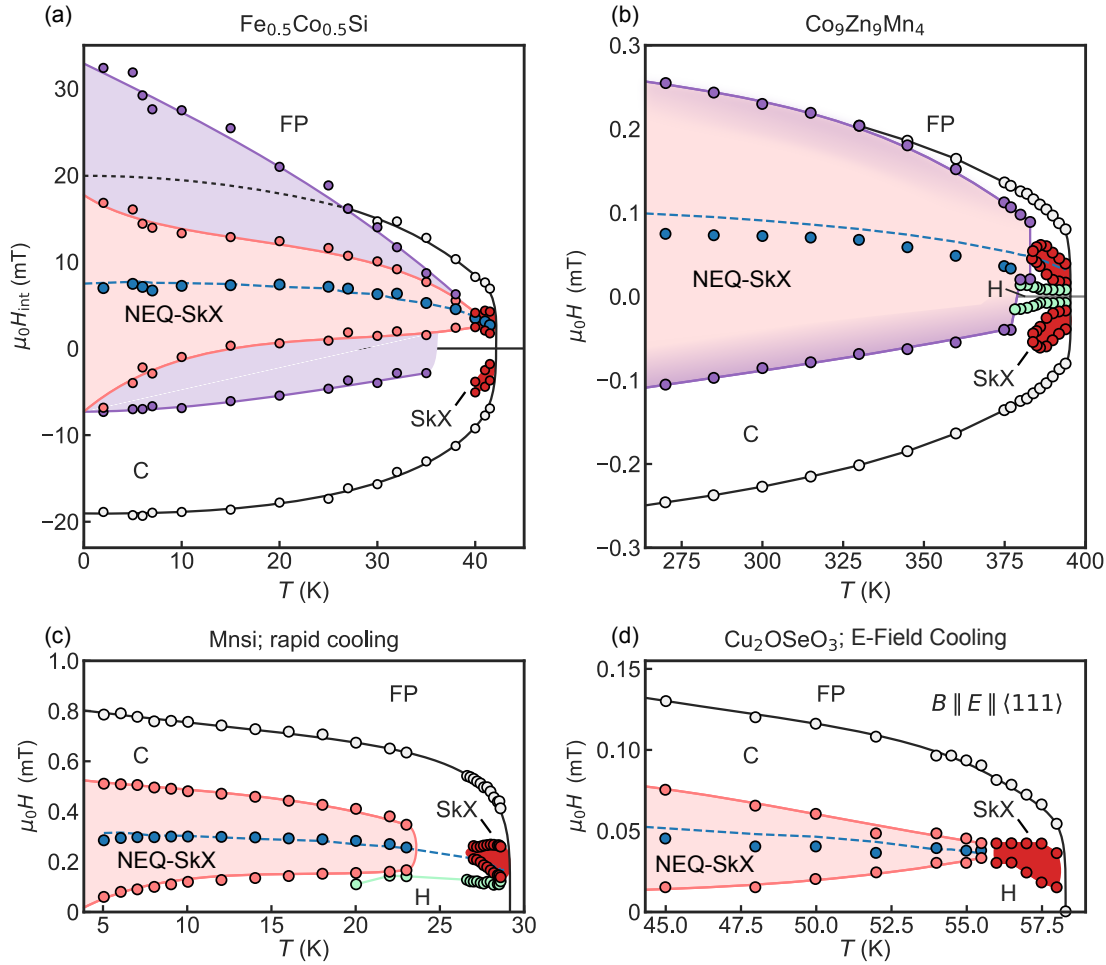 (a)
Fe₀.₅Co₀.₅Si
30
20
10
0
−10
−20
μ₀H_int (mT)
FP
NEQ-SkX
SkX
C
0
10
20
30
40
T (K)
(b)
Co₉Zn₉Mn₄
0.3
0.2
0.1
0.0
−0.1
−0.2
−0.3
μ₀H (mT)
FP
NEQ-SkX
H
SkX
C
275
300
325
350
375
400
T (K)
(c)
Mnsi; rapid cooling
1.0
0.8
0.6
0.4
0.2
0
μ₀H (mT)
FP
C
SkX
NEQ-SkX
H
5
10
15
20
25
30
T (K)
(d)
Cu₂OSeO₃; E-Field Cooling
0.15
0.10
0.05
0
μ₀H (mT)
FP
B ∥ E ∥ ⟨111⟩
C
SkX
NEQ-SkX
H
45.0
47.5
50.0
52.5
55.0
57.5
T (K)